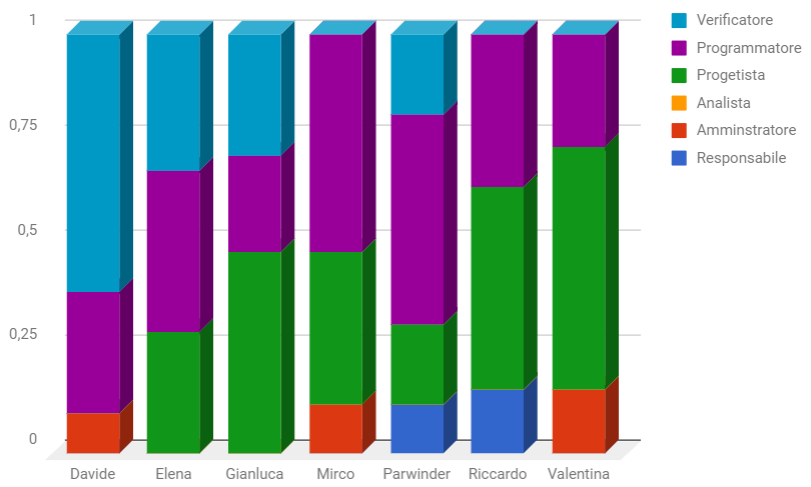 1
0,75
0,5
0,25
0
Davide
Elena
Gianluca
Mirco
Parwinder
Riccardo
Valentina
Verificatore
Programmatore
Progetista
Analista
Amminstratore
Responsabile